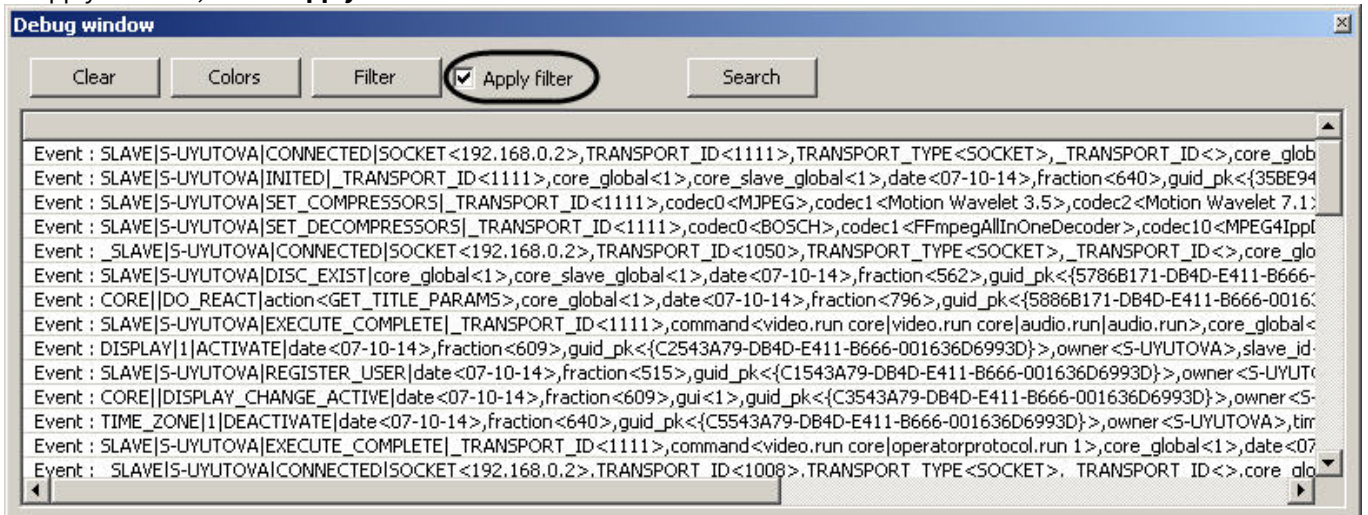 Debug window
Clear Colors Filter Apply filter Search
Event : SLAVE|S-UYUTOVA|CONNECTED|SOCKET<192.168.0.2>,TRANSPORT_ID<1111>,TRANSPORT_TYPE<SOCKET>,_TRANSPORT_ID<>,core_glob
Event : SLAVE|S-UYUTOVA|INITED|_TRANSPORT_ID<1111>,core_global<1>,core_slave_global<1>,date<07-10-14>,fraction<640>,guid_pk<{35BE94
Event : SLAVE|S-UYUTOVA|SET_COMPRESSORS|_TRANSPORT_ID<1111>,codec0<MJPEG>,codec1<Motion Wavelet 3.5>,codec2<Motion Wavelet 7.1>
Event : SLAVE|S-UYUTOVA|SET_DECOMPRESSORS|_TRANSPORT_ID<1111>,codec0<BOSCH>,codec1<FFmpegAllInOneDecoder>,codec10<MPEG4Ipp
Event : _SLAVE|S-UYUTOVA|CONNECTED|SOCKET<192.168.0.2>,TRANSPORT_ID<1050>,TRANSPORT_TYPE<SOCKET>,_TRANSPORT_ID<>,core_glo
Event : SLAVE|S-UYUTOVA|DISC_EXIST|core_global<1>,core_slave_global<1>,date<07-10-14>,fraction<562>,guid_pk<{5786B171-DB4D-E411-B666-
Event : CORE||DO_REACT|action<GET_TITLE_PARAMS>,core_global<1>,date<07-10-14>,fraction<796>,guid_pk<{5886B171-DB4D-E411-B666-00163
Event : SLAVE|S-UYUTOVA|EXECUTE_COMPLETE|_TRANSPORT_ID<1111>,command<video.run core|video.run core|audio.run|audio.run>,core_global<
Event : DISPLAY|1|ACTIVATE|date<07-10-14>,fraction<609>,guid_pk<{C2543A79-DB4D-E411-B666-001636D6993D}>,owner<S-UYUTOVA>,slave_id
Event : SLAVE|S-UYUTOVA|REGISTER_USER|date<07-10-14>,fraction<515>,guid_pk<{C1543A79-DB4D-E411-B666-001636D6993D}>,owner<S-UYUT
Event : CORE||DISPLAY_CHANGE_ACTIVE|date<07-10-14>,fraction<609>,gui<1>,guid_pk<{C3543A79-DB4D-E411-B666-001636D6993D}>,owner<S-
Event : TIME_ZONE|1|DEACTIVATE|date<07-10-14>,fraction<640>,guid_pk<{C5543A79-DB4D-E411-B666-001636D6993D}>,owner<S-UYUTOVA>,tim
Event : SLAVE|S-UYUTOVA|EXECUTE_COMPLETE|_TRANSPORT_ID<1111>,command<video.run core|operatorprotocol.run 1>,core_global<1>,date<07
Event : _SLAVE|S-UYUTOVA|CONNECTED|SOCKET<192.168.0.2>,TRANSPORT_ID<1008>,TRANSPORT_TYPE<SOCKET>,_TRANSPORT_ID<>,core_glo